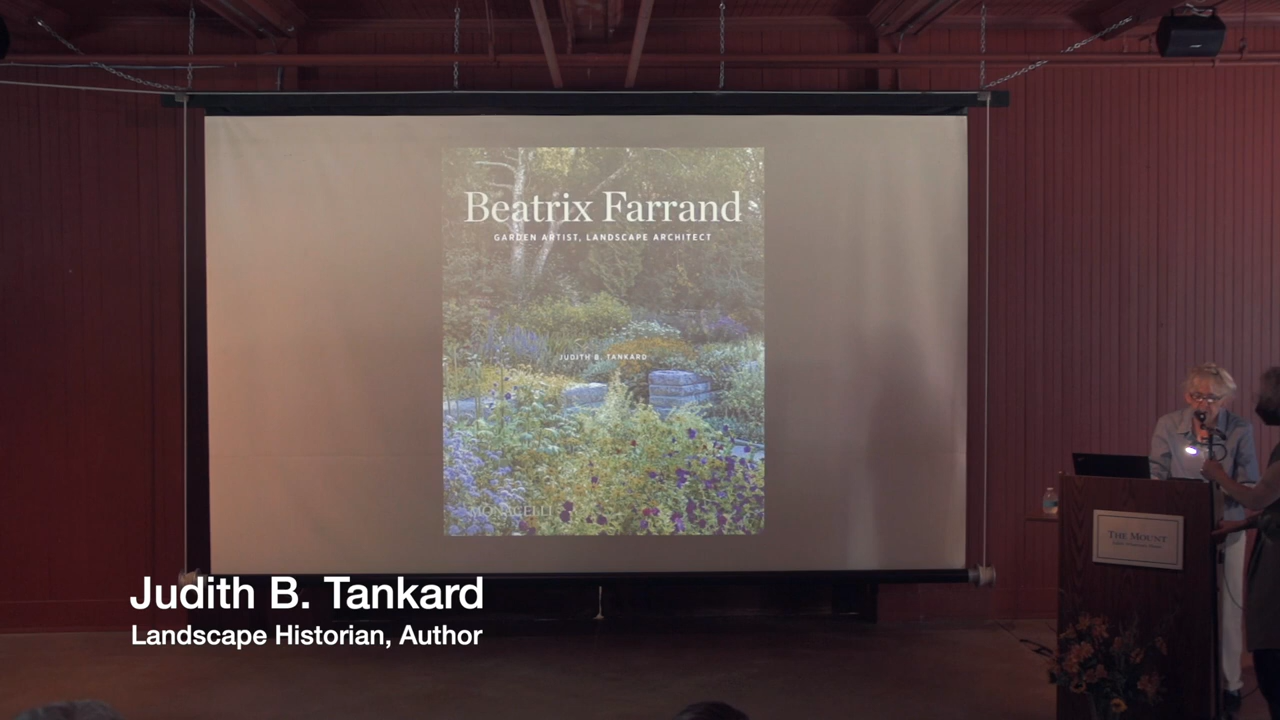 Beatrix Farrand
GARDEN ARTIST, LANDSCAPE ARCHITECT
JUDITH B. TANKARD
MONACELLI
THE MOUNT
Judith B. Tankard
Landscape Historian, Author